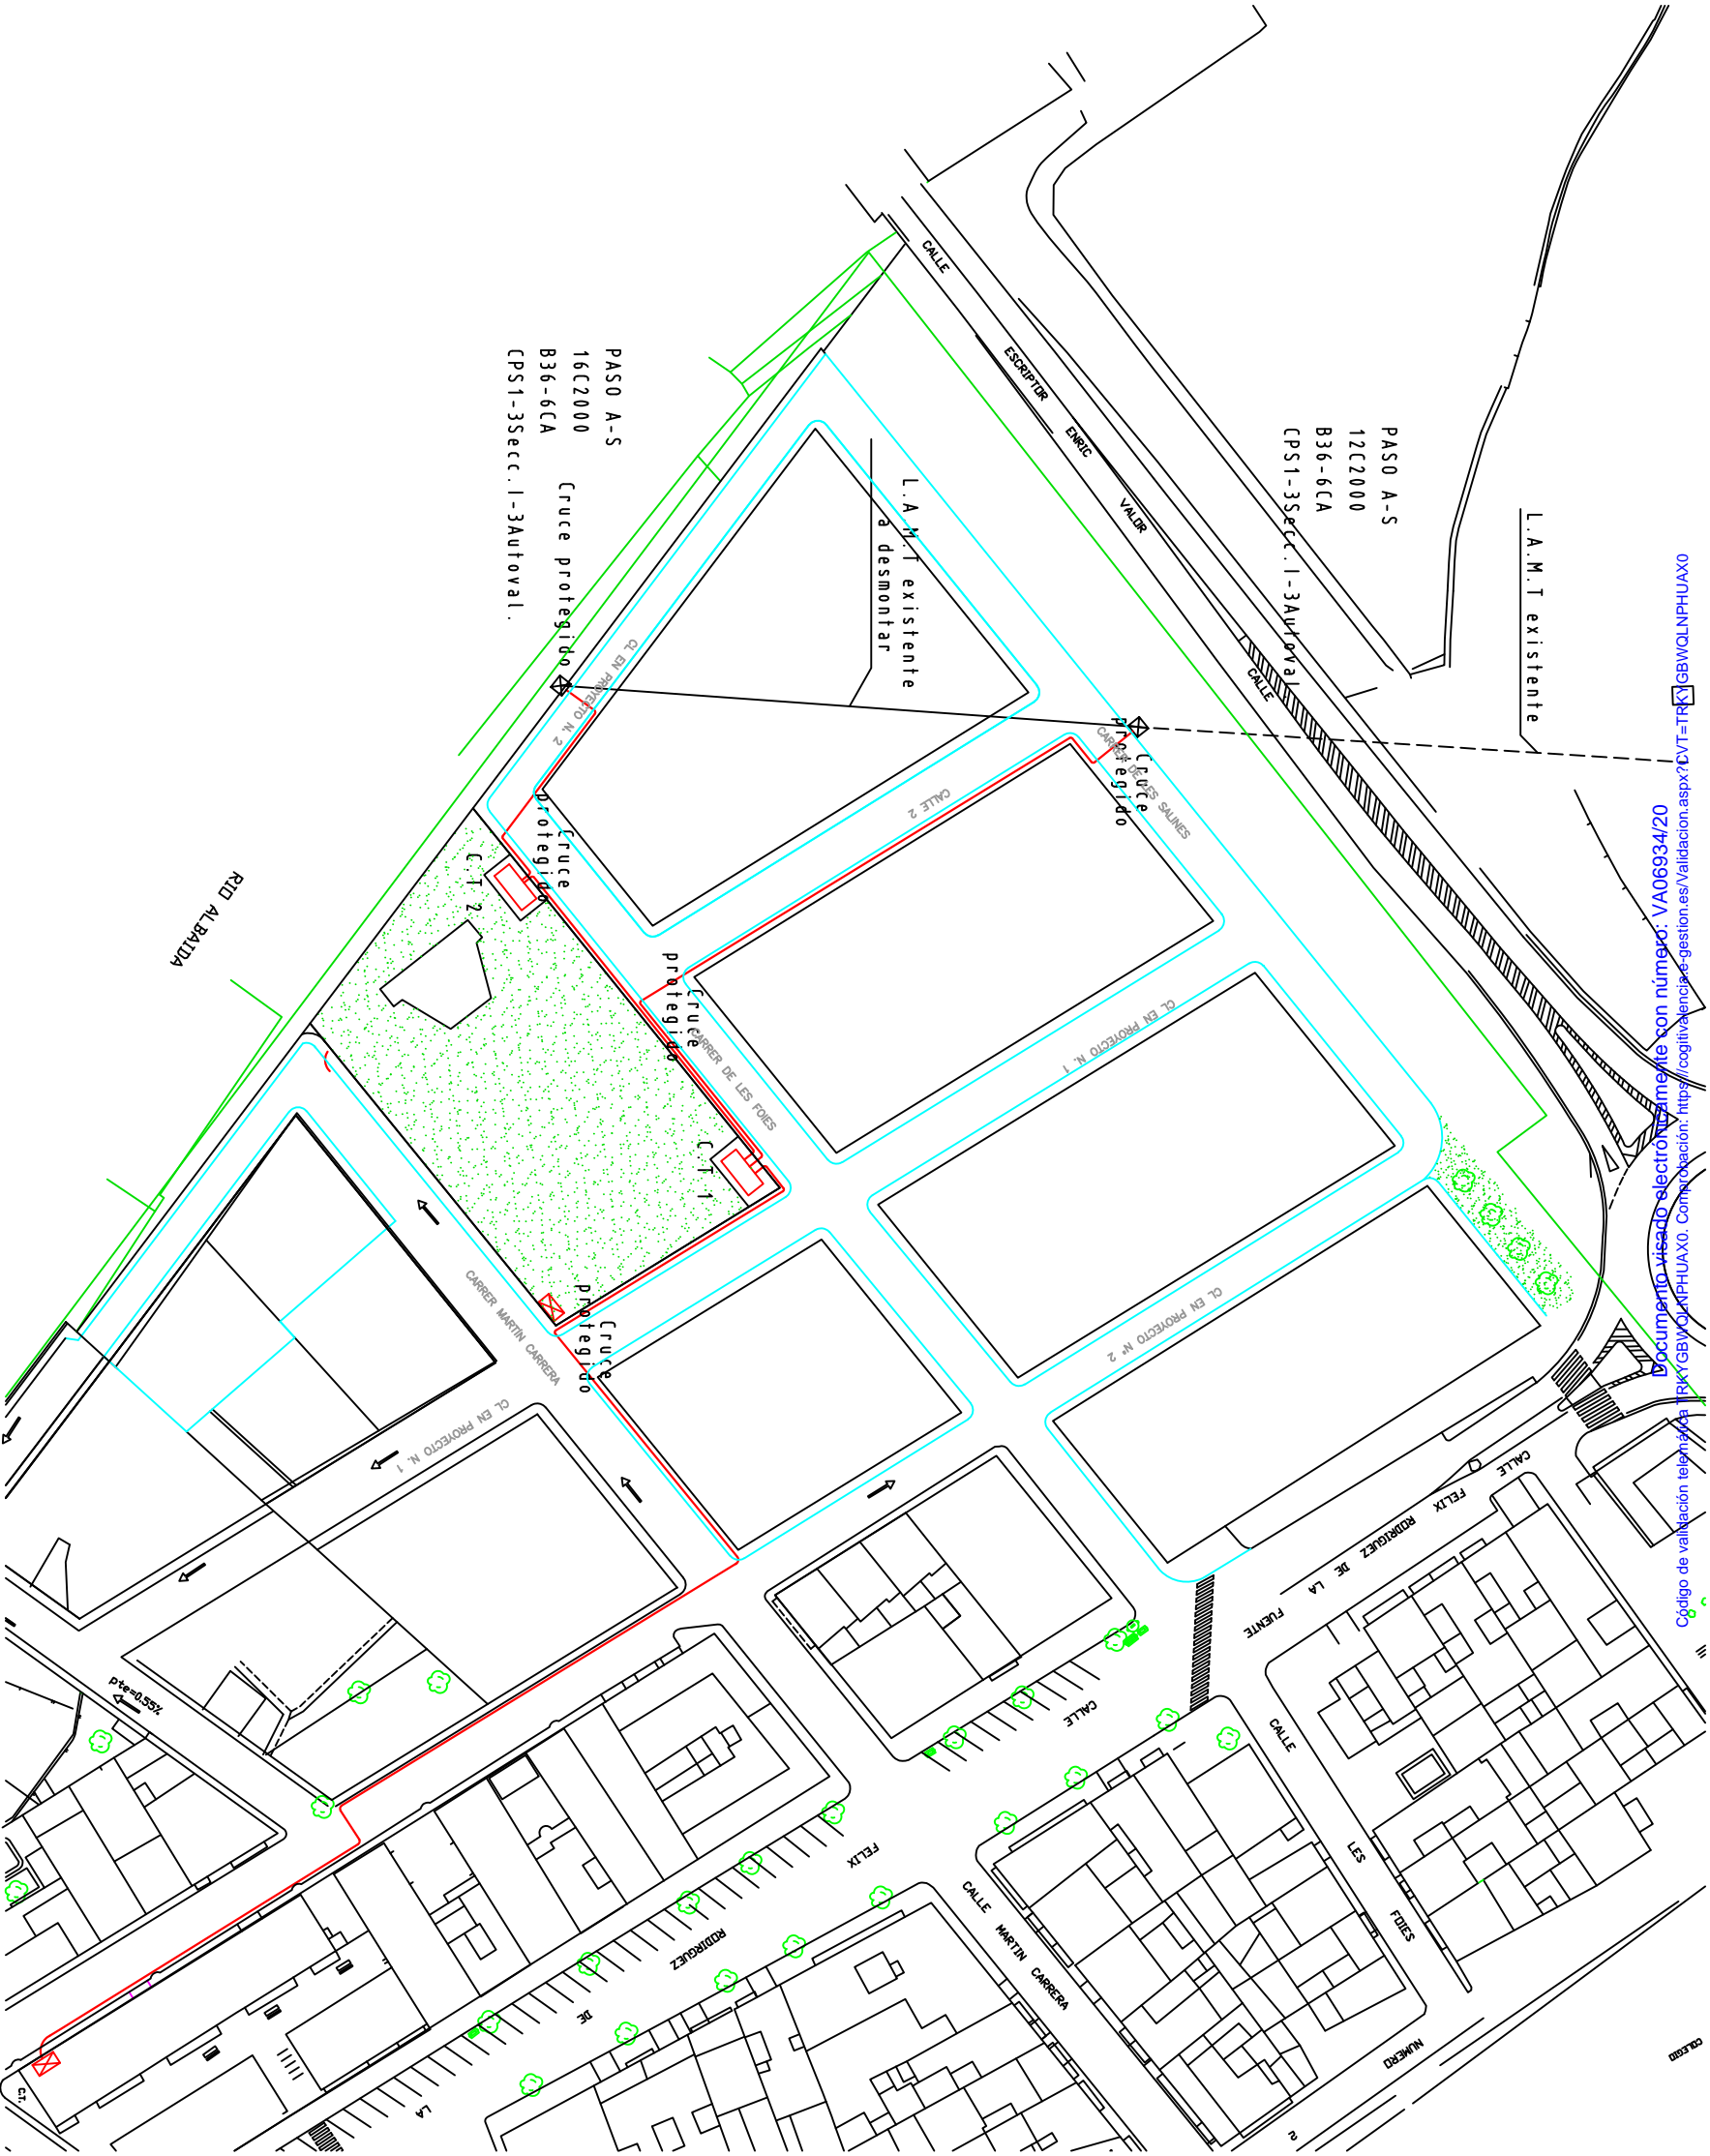 Documento visado electrónicamente con número: VA06934/20
Código de validación telemática TRKYGBWQLNPHUAX0. Comprobación: https://cogitivalencia.e-gestion.es/Validacion.aspx?CVT=TRKYGBWQLNPHUAX0
L.A.M.T existente
PASO A-S
12C2000
B36-6CA
CPS1-3Secc.I-3Autoval.
CALLE ESCRIPTOR ENRIC VALOR
CALLE
PASO A-S
16C2000
B36-6CA
CPS1-3Secc.I-3Autoval.
L.A.M.T existente
a desmontar
Cruce protegido
Cruce
protegido
CARRER DE LES SALINES
CL EN PROYECTO N. 2
CALLE 2
Cruce
protegido
C.T 2
Cruce
protegido
CARRER DE LES FOIES
CL EN PROYECTO N. 1
C.T 1
RIO ALBAIDA
CL EN PROYECTO Nº 2
Cruce
protegido
CARRER MARTÍN CARRERA
CL EN PROYECTO N. 1
CALLE FELIX RODRIGUEZ DE LA FUENTE
pte=0.55%
CALLE
FELIX
RODIRGUEZ
DE
LA
CALLE LES FOIES
CALLE MARTIN CARRERA
NUMERO
2
COLEGIO
C.T.